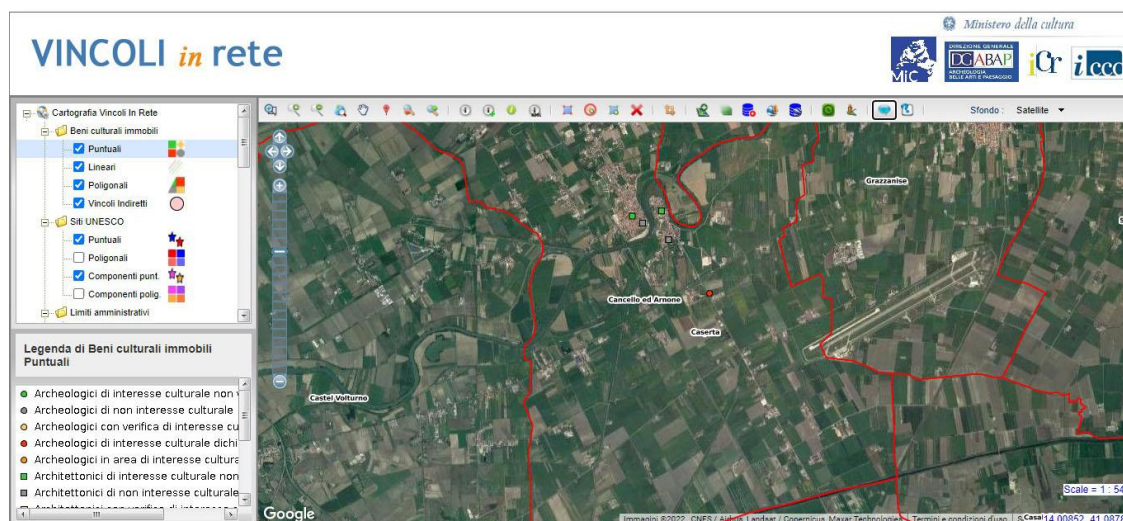 Ministero della cultura
VINCOLI in rete
MiC
DIREZIONE GENERALE
DGABAP
ARCHEOLOGIA
BELLE ARTI E PAESAGGIO
iCr
iccd
Cartografia Vincoli In Rete
Beni culturali immobili
Puntuali
Lineari
Poligonali
Vincoli Indiretti
Siti UNESCO
Puntuali
Poligonali
Componenti punt.
Componenti polig.
Limiti amministrativi
Legenda di Beni culturali immobili
Puntuali
Archeologici di interesse culturale non
Archeologici di non interesse culturale
Archeologici con verifica di interesse cu
Archeologici di interesse culturale dichi
Archeologici in area di interesse cultura
Architettonici di interesse culturale non
Architettonici di non interesse culturale
Sfondo : Satellite
Grazzanise
Cancello ed Arnone
Caserta
Castel Volturno
Scale = 1 : 54
Google
Immagini ©2022, CNES / Airbus, Landsat / Copernicus, Maxar Technologies
Termini e condizioni d'uso
Casal
14.00852, 41.0878